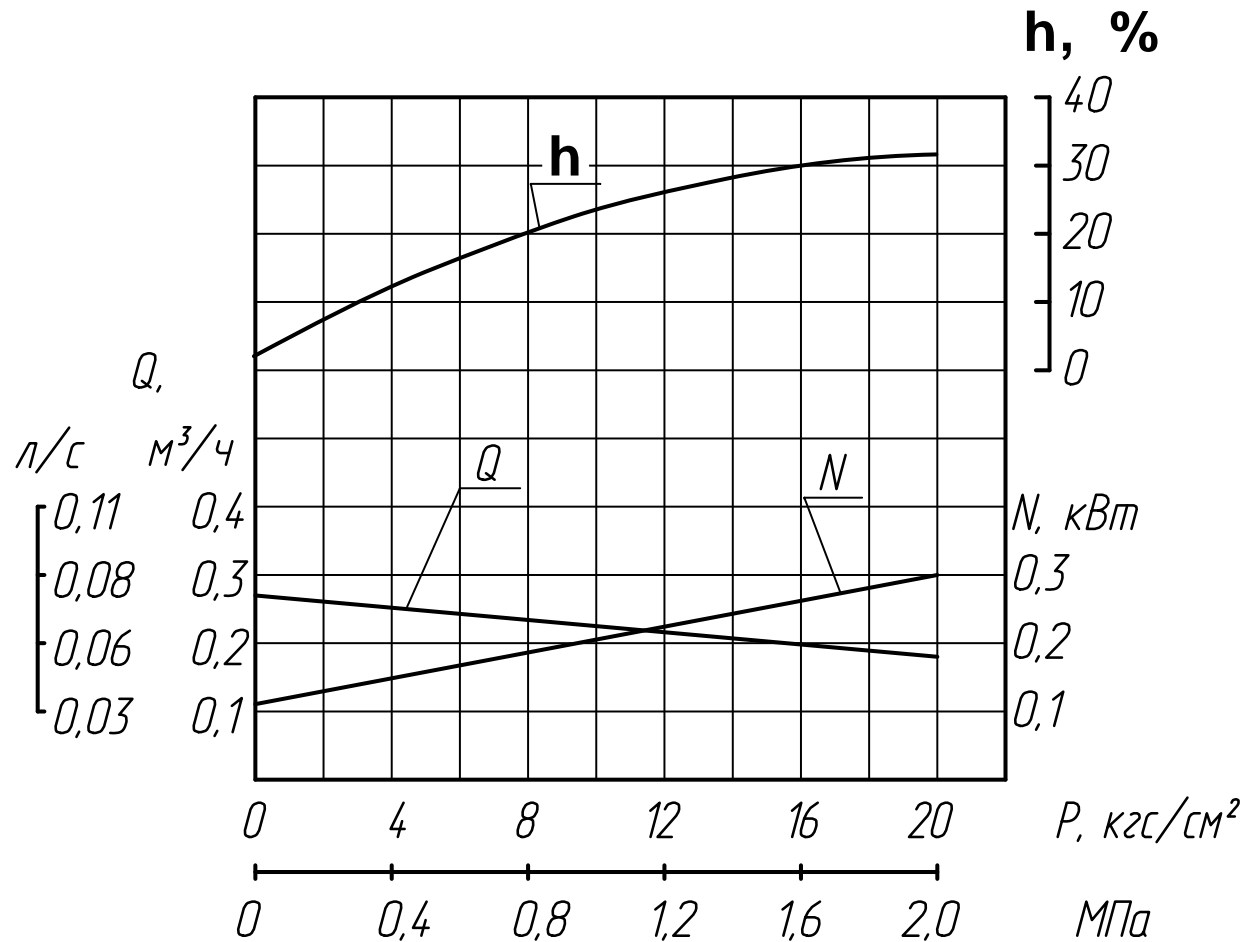 h, %
40
h
30
20
10
Q,
0
л/с м³/ч
Q N
0,11 0,4 N, кВт
0,08 0,3 0,3
0,06 0,2 0,2
0,03 0,1 0,1
0 4 8 12 16 20 P, кгс/см²
0 0,4 0,8 1,2 1,6 2,0 МПа